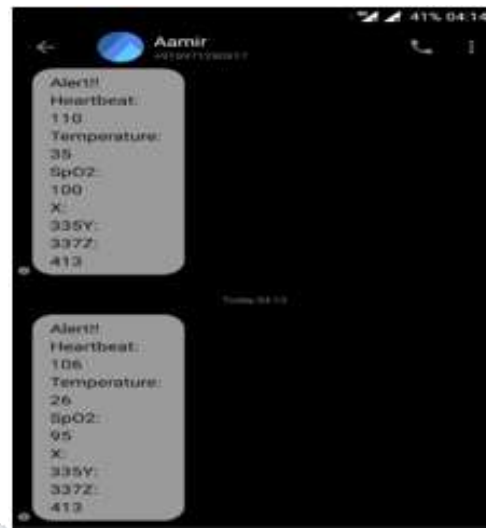 41% 04:14
Aamir
Alert!!
Heartbeat:
110
Temperature:
35
SpO2:
100
X:
335Y:
337Z:
413
Alert!!
Heartbeat:
106
Temperature:
26
SpO2:
95
X:
335Y:
337Z:
413